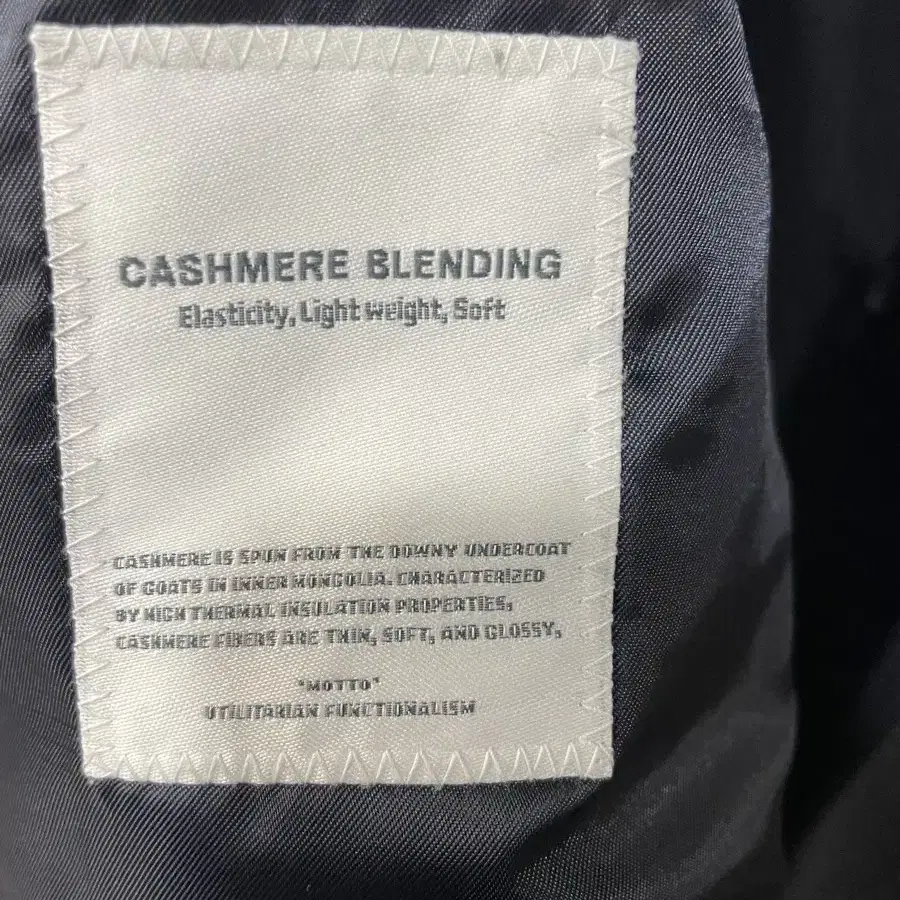 CASHMERE BLENDING
Elasticity, Light weight, Soft
CASHMERE IS SPUN FROM THE DOWNY UNDERCOAT
OF GOATS IN INNER MONGOLIA. CHARACTERIZED
BY HIGH THERMAL INSULATION PROPERTIES,
CASHMERE FIBERS ARE THIN, SOFT, AND GLOSSY,
"MOTTO"
UTILITARIAN FUNCTIONALISM